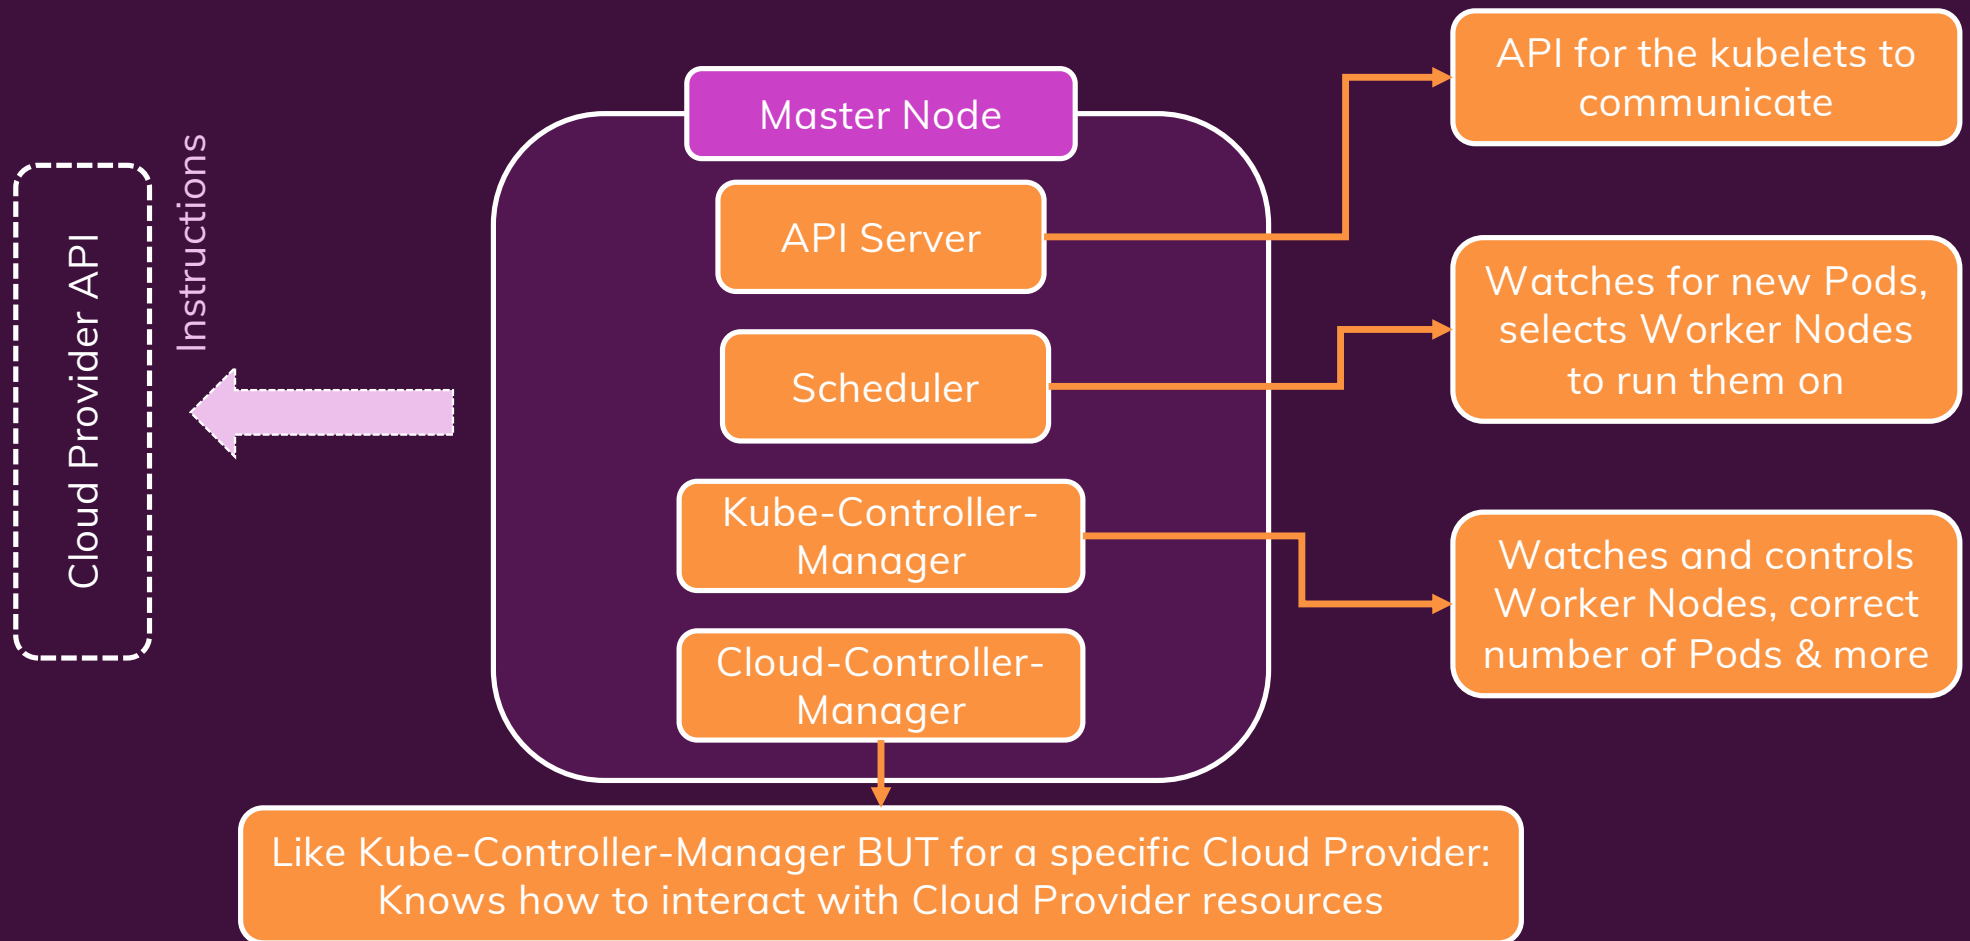 Cloud Provider API
Instructions
Master Node
API Server
Scheduler
Kube-Controller-
Manager
Cloud-Controller-
Manager
API for the kubelets to
communicate
Watches for new Pods,
selects Worker Nodes
to run them on
Watches and controls
Worker Nodes, correct
number of Pods & more
Like Kube-Controller-Manager BUT for a specific Cloud Provider:
Knows how to interact with Cloud Provider resources